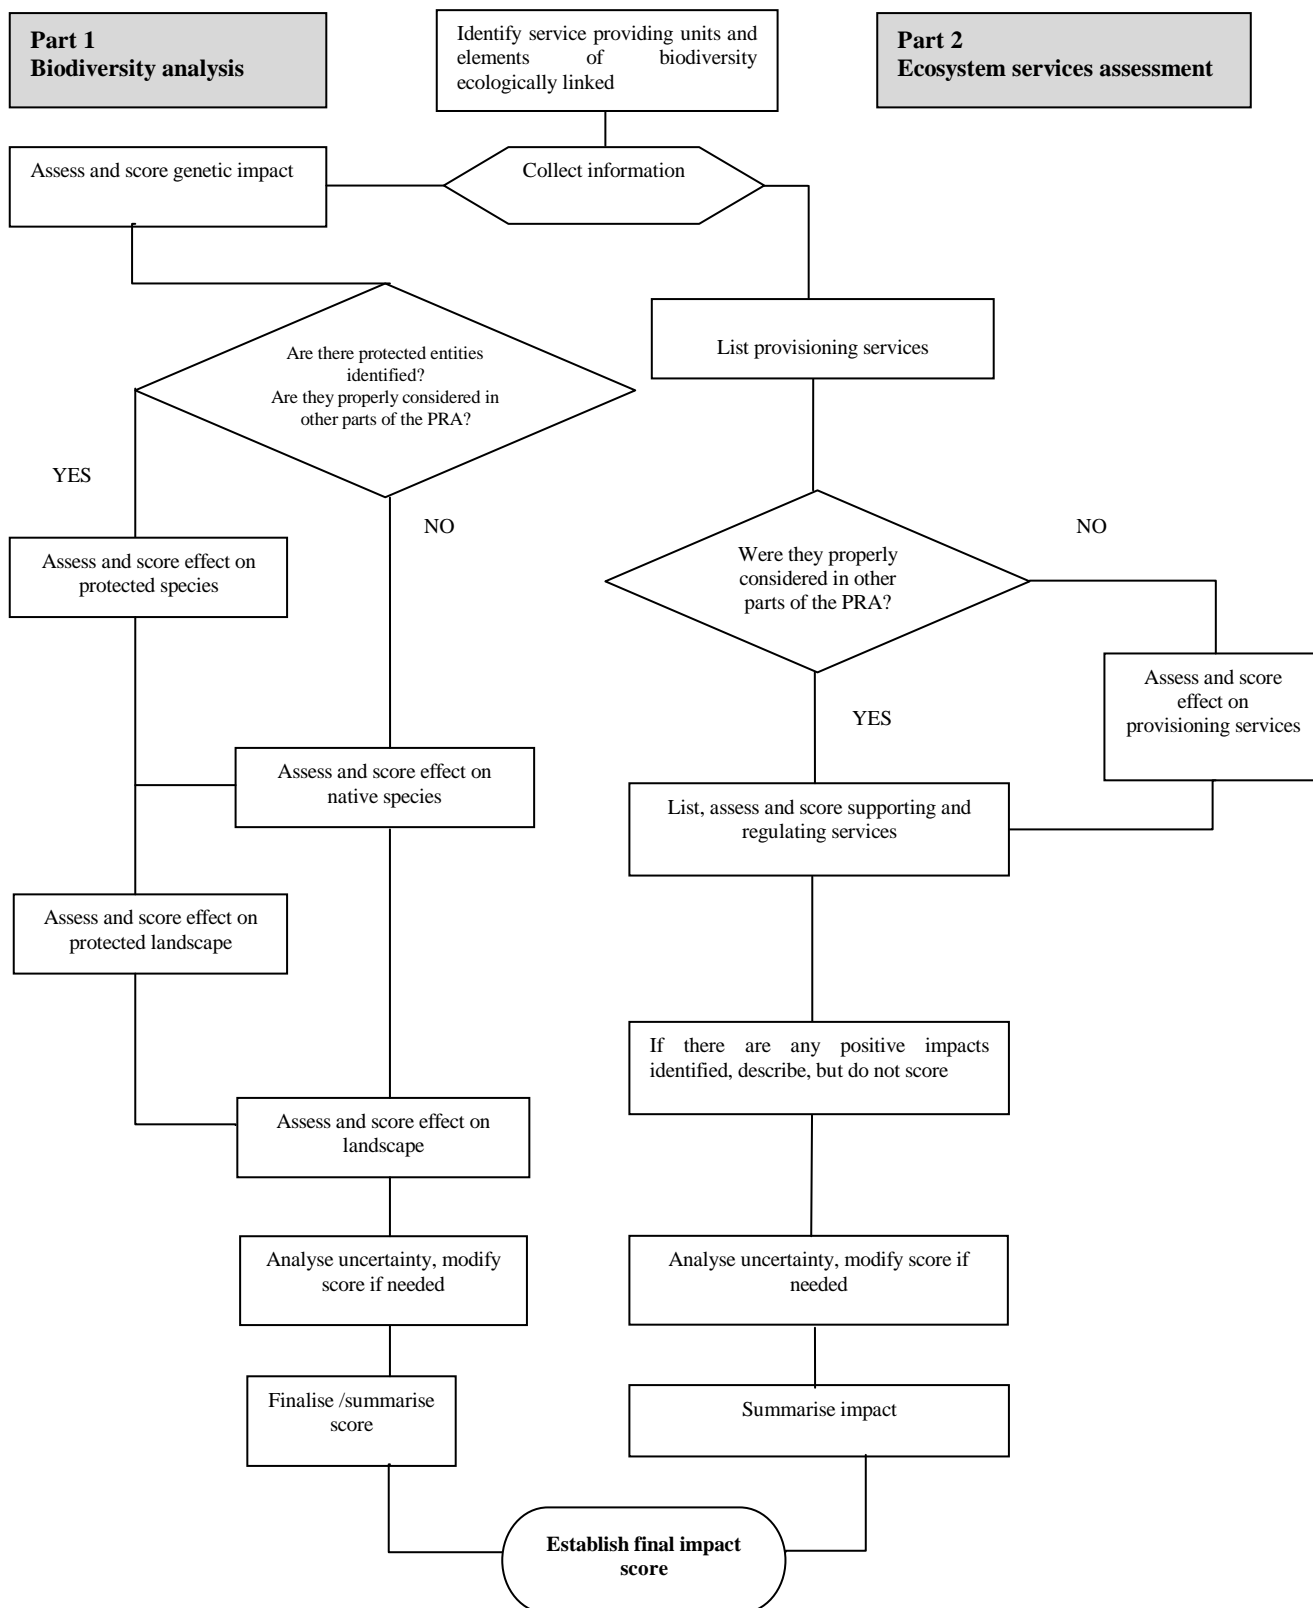 Part 1
Biodiversity analysis
Identify service providing units and
elements of biodiversity
ecologically linked
Part 2
Ecosystem services assessment
Assess and score genetic impact
Collect information
Are there protected entities
identified?
Are they properly considered in
other parts of the PRA?
List provisioning services
YES
NO
Were they properly
considered in other
parts of the PRA?
NO
Assess and score effect on
protected species
Assess and score
effect on
provisioning services
YES
Assess and score effect on
native species
List, assess and score supporting and
regulating services
Assess and score effect on
protected landscape
If there are any positive impacts
identified, describe, but do not score
Assess and score effect on
landscape
Analyse uncertainty, modify
score if needed
Analyse uncertainty, modify score if
needed
Finalise /summarise
score
Summarise impact
Establish final impact
score